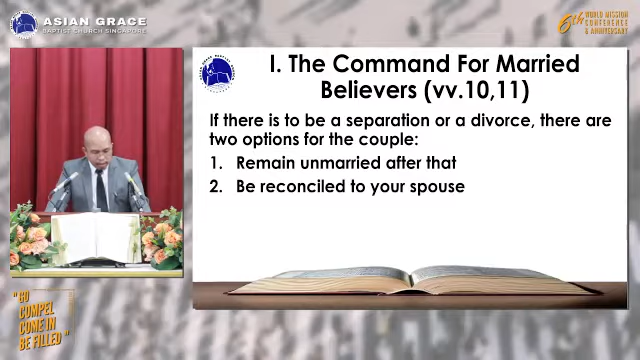 ASIAN GRACE
BAPTIST CHURCH SINGAPORE
6th WORLD MISSION
CONFERENCE
& ANNIVERSARY
I. The Command For Married
Believers (vv.10,11)
If there is to be a separation or a divorce, there are
two options for the couple:
1. Remain unmarried after that
2. Be reconciled to your spouse
"GO
COMPEL
COME IN
BE FILLED"